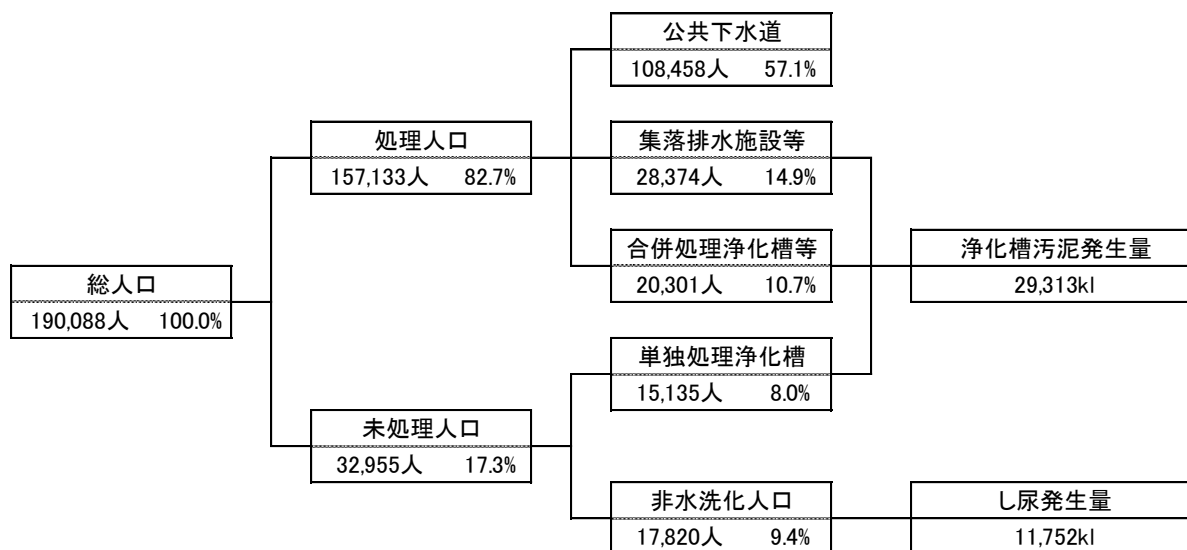 公共下水道
108,458人 57.1%
処理人口
157,133人 82.7%
集落排水施設等
28,374人 14.9%
合併処理浄化槽等
20,301人 10.7%
浄化槽汚泥発生量
29,313kl
総人口
190,088人 100.0%
単独処理浄化槽
15,135人 8.0%
未処理人口
32,955人 17.3%
非水洗化人口
17,820人 9.4%
し尿発生量
11,752kl